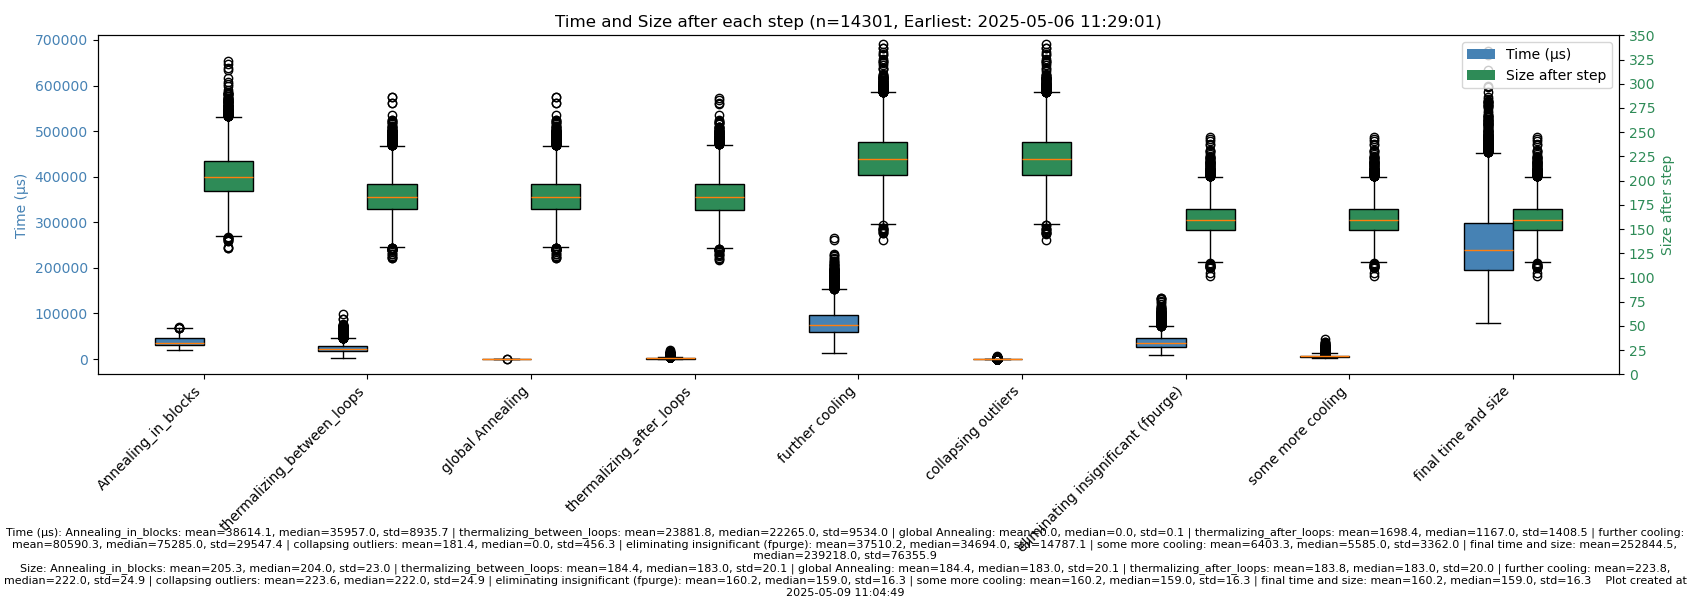 Time and Size after each step (n=14301, Earliest: 2025-05-06 11:29:01)
700000
600000
500000
400000
300000
200000
100000
0
Time (μs)
350
325
300
275
250
225
200
175
150
125
100
75
50
25
0
Size after step
Time (μs)
Size after step
Annealing_in_blocks
thermalizing_between_loops
global Annealing
thermalizing_after_loops
further cooling
collapsing outliers
eliminating insignificant (fpurge)
some more cooling
final time and size
Time (μs): Annealing_in_blocks: mean=38614.1, median=35957.0, std=8935.7 | thermalizing_between_loops: mean=23881.8, median=22265.0, std=9534.0 | global Annealing: mean=0.0, median=0.0, std=0.1 | thermalizing_after_loops: mean=1698.4, median=1167.0, std=1408.5 | further cooling:
mean=80590.3, median=75285.0, std=29547.4 | collapsing outliers: mean=181.4, median=0.0, std=456.3 | eliminating insignificant (fpurge): mean=37510.2, median=34694.0, std=14787.1 | some more cooling: mean=6403.3, median=5585.0, std=3362.0 | final time and size: mean=252844.5,
median=239218.0, std=76355.9
Size: Annealing_in_blocks: mean=205.3, median=204.0, std=23.0 | thermalizing_between_loops: mean=184.4, median=183.0, std=20.1 | global Annealing: mean=184.4, median=183.0, std=20.1 | thermalizing_after_loops: mean=183.8, median=183.0, std=20.0 | further cooling: mean=223.8,
median=222.0, std=24.9 | collapsing outliers: mean=223.6, median=222.0, std=24.9 | eliminating insignificant (fpurge): mean=160.2, median=159.0, std=16.3 | some more cooling: mean=160.2, median=159.0, std=16.3 | final time and size: mean=160.2, median=159.0, std=16.3 Plot created at
2025-05-09 11:04:49